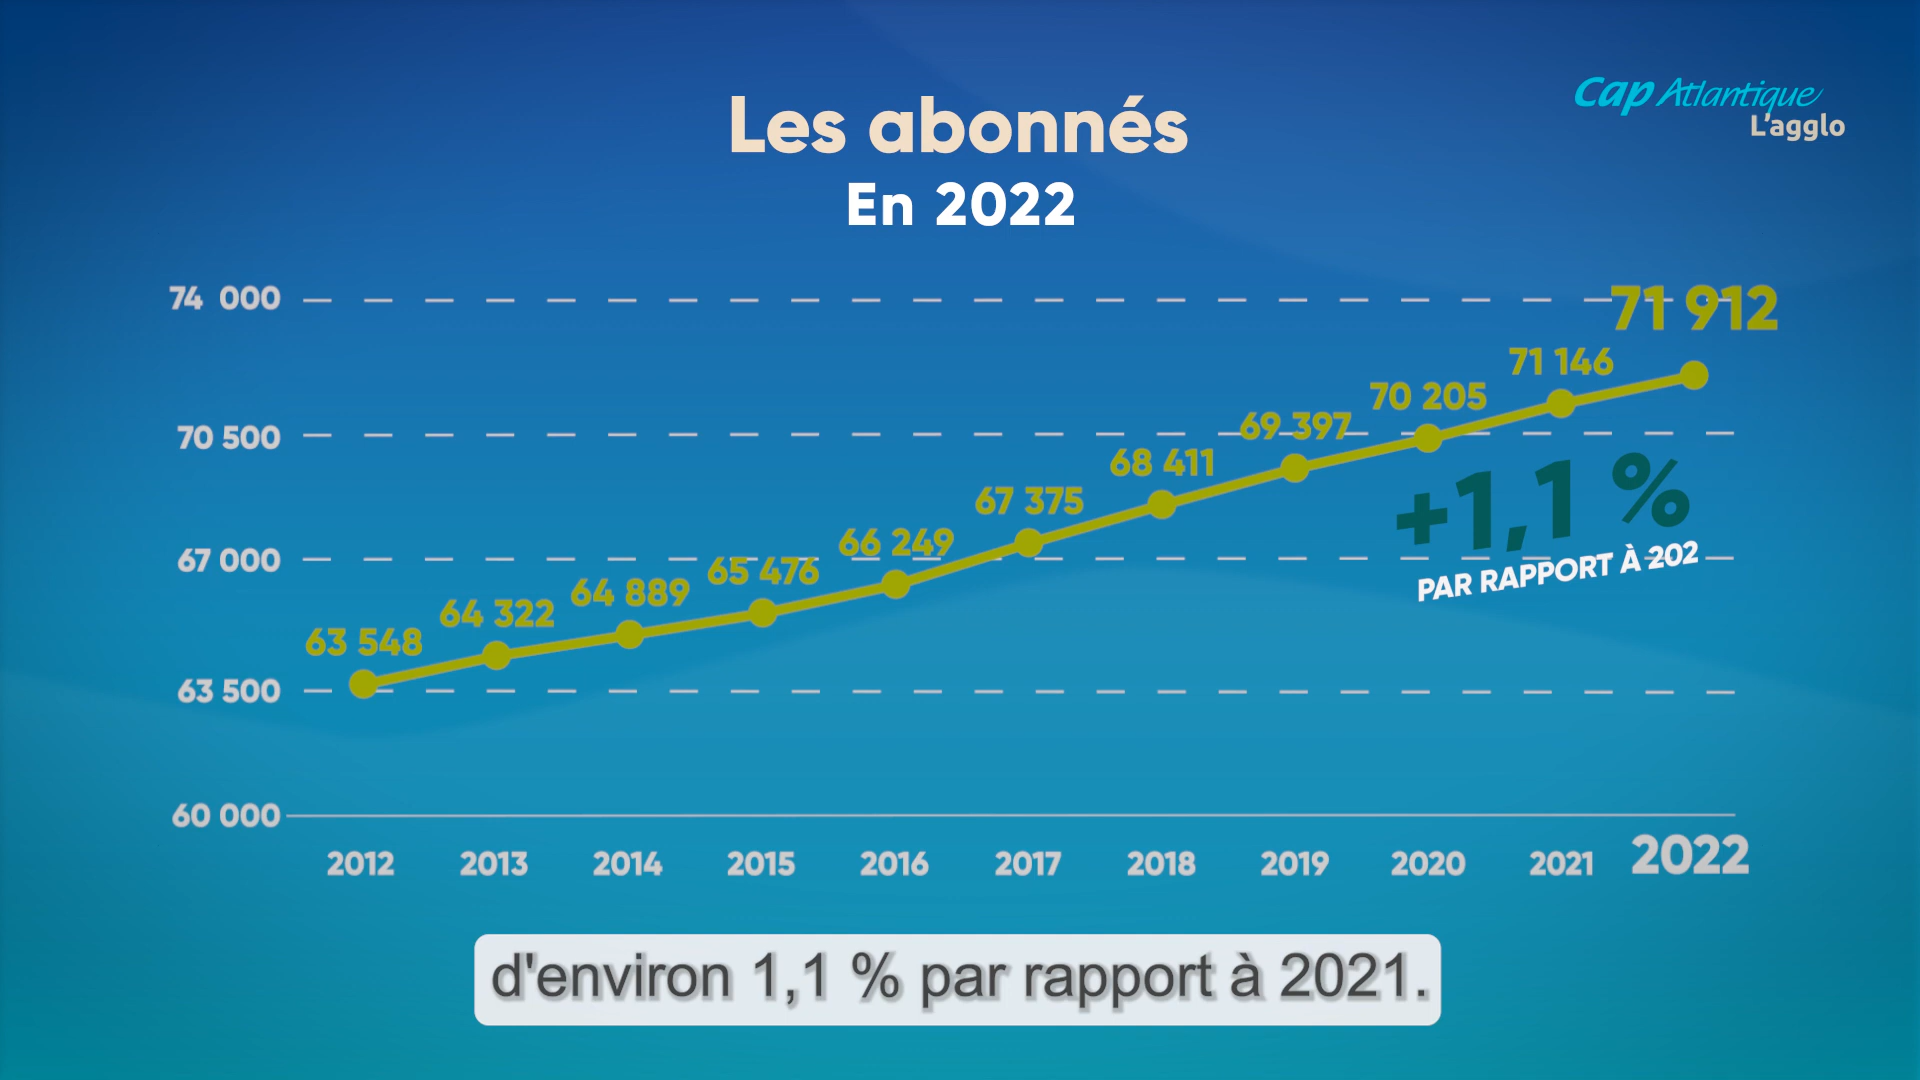 Cap Atlantique
L'agglo
Les abonnés
En 2022
74 000
70 500
67 000
63 500
60 000
63 548
64 322
64 889
65 476
66 249
67 375
68 411
69 397
70 205
71 146
71 912
+1,1 %
PAR RAPPORT À 202
2012 2013 2014 2015 2016 2017 2018 2019 2020 2021 2022
d'environ 1,1 % par rapport à 2021.